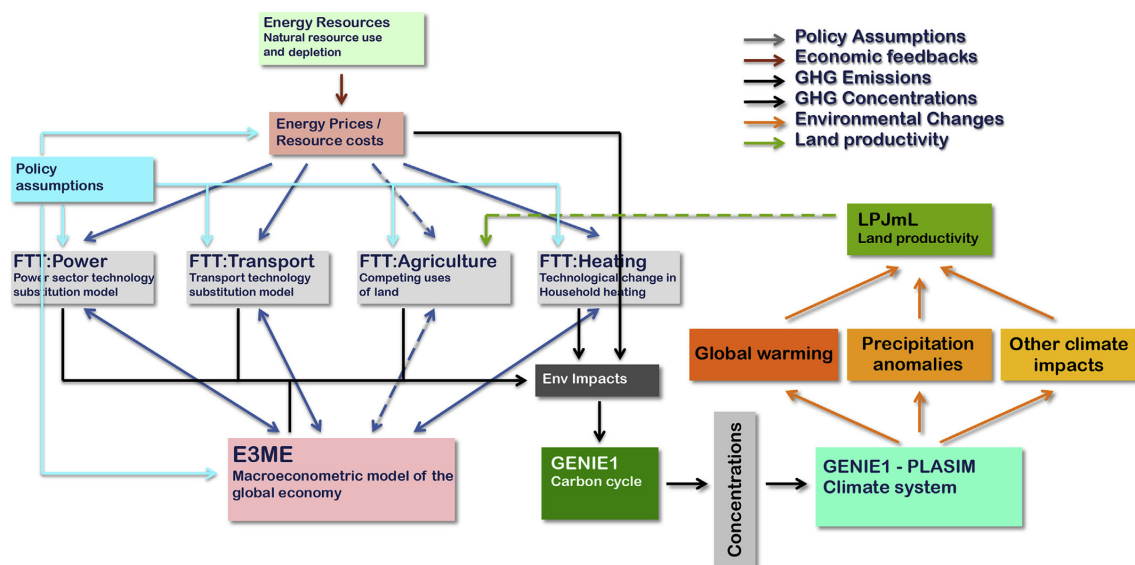 Energy Resources
Natural resource use
and depletion
Policy Assumptions
Economic feedbacks
GHG Emissions
GHG Concentrations
Environmental Changes
Land productivity
Energy Prices /
Resource costs
Policy
assumptions
LPJmL
Land productivity
FTT:Power
Power sector technology
substitution model
FTT:Transport
Transport technology
substitution model
FTT:Agriculture
Competing uses
of land
FTT:Heating
Technological change in
Household heating
Global warming
Precipitation
anomalies
Other climate
impacts
Env Impacts
E3ME
Macroeconometric model of the
global economy
GENIE1
Carbon cycle
Concentrations
GENIE1 - PLASIM
Climate system